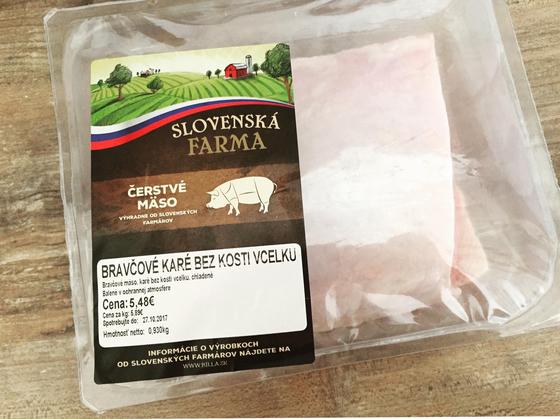 SLOVENSKÁ
FARMA
ČERSTVÉ
MÄSO
VÝHRADNE OD SLOVENSKÝCH
FARMÁROV
BRAVČOVÉ KARÉ BEZ KOSTI VCELKU
Bravčové mäso, karé bez kosti vcelku, chladené
Balené v ochrannej atmosfére
Cena: 5,48€
Cena za kg: 5,89€
Spotrebujte do: 27.10.2017
Hmotnosť netto: 0,930kg
INFORMÁCIE O VÝROBKOCH
OD SLOVENSKÝCH FARMÁROV NÁJDETE NA
WWW.BILLA.SK